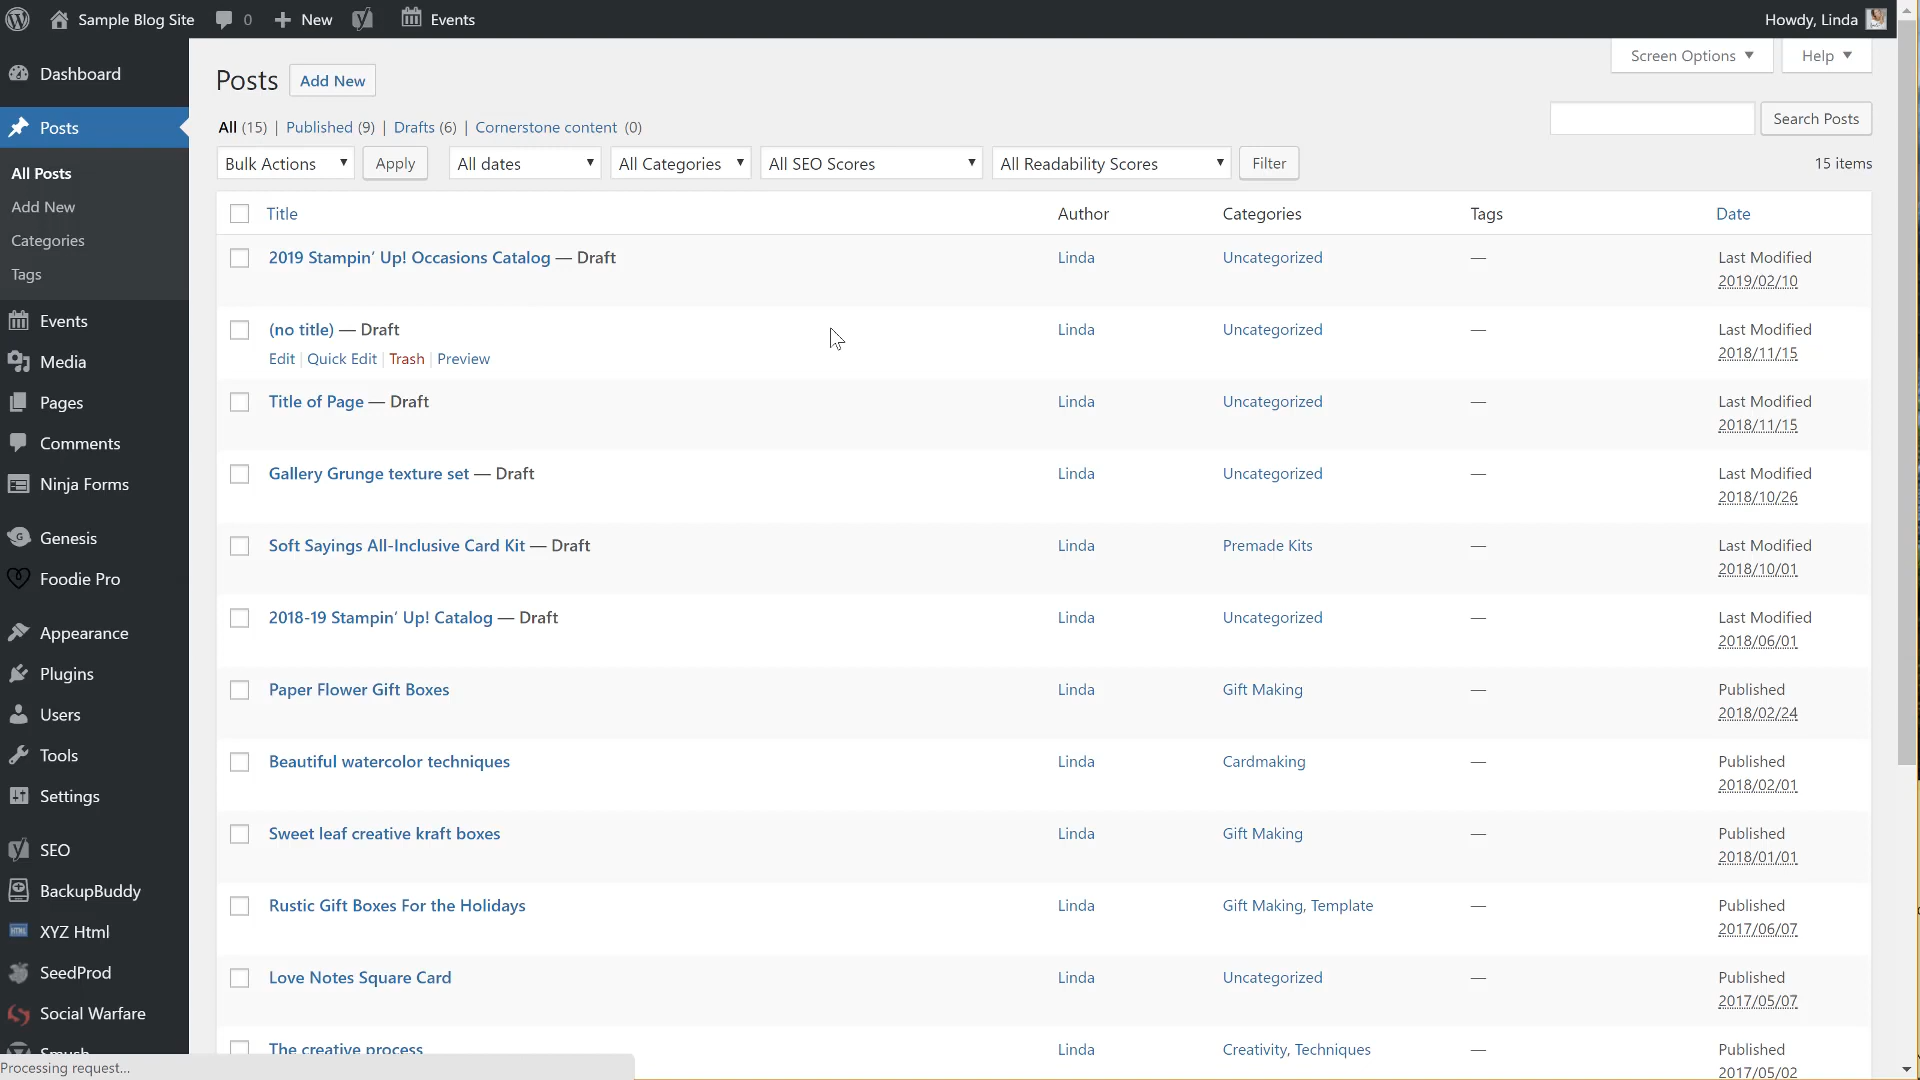 Sample Blog Site 0 New Events Howdy, Linda
Screen Options Help
Dashboard
Posts
All Posts
Add New
Categories
Tags
Events
Media
Pages
Comments
Ninja Forms
Genesis
Foodie Pro
Appearance
Plugins
Users
Tools
Settings
SEO
BackupBuddy
XYZ Html
SeedProd
Social Warfare
Smush
Posts Add New
All (15) | Published (9) | Drafts (6) | Cornerstone content (0)
Search Posts
Bulk Actions Apply All dates All Categories All SEO Scores All Readability Scores Filter 15 items
Title Author Categories Tags Date
2019 Stampin’ Up! Occasions Catalog — Draft Linda Uncategorized — Last Modified
2019/02/10
(no title) — Draft Linda Uncategorized — Last Modified
2018/11/15
Edit | Quick Edit | Trash | Preview
Title of Page — Draft Linda Uncategorized — Last Modified
2018/11/15
Gallery Grunge texture set — Draft Linda Uncategorized — Last Modified
2018/10/26
Soft Sayings All-Inclusive Card Kit — Draft Linda Premade Kits — Last Modified
2018/10/01
2018-19 Stampin’ Up! Catalog — Draft Linda Uncategorized — Last Modified
2018/06/01
Paper Flower Gift Boxes Linda Gift Making — Published
2018/02/24
Beautiful watercolor techniques Linda Cardmaking — Published
2018/02/01
Sweet leaf creative kraft boxes Linda Gift Making — Published
2018/01/01
Rustic Gift Boxes For the Holidays Linda Gift Making, Template — Published
2017/06/07
Love Notes Square Card Linda Uncategorized — Published
2017/05/07
The creative process Linda Creativity, Techniques — Published
2017/05/02
Processing request...